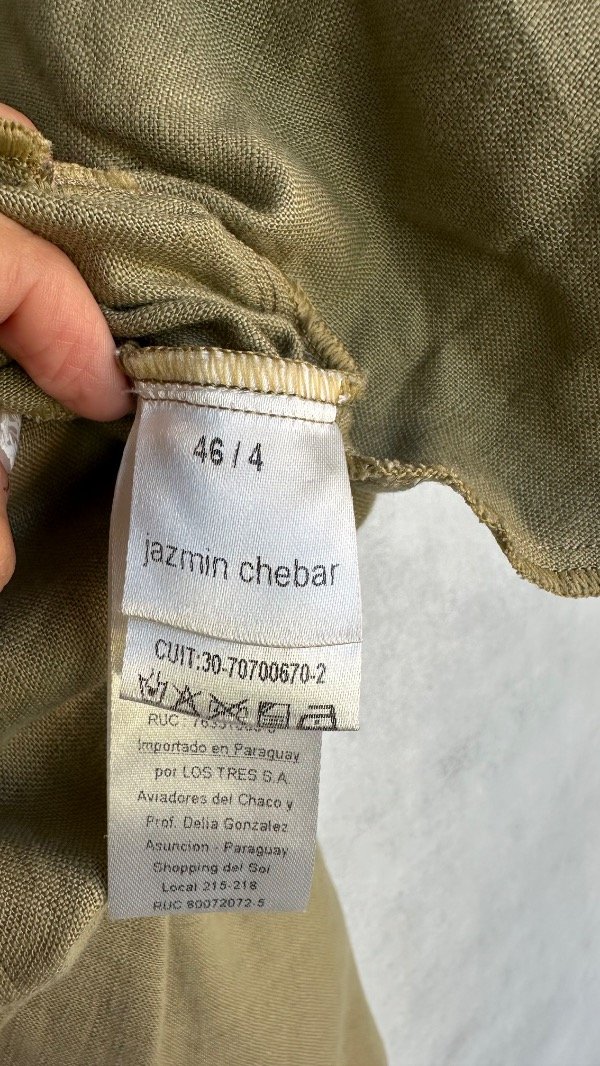 46 / 4
jazmin chebar
CUIT:30-70700670-2
RUC
Importado en Paraguay
por LOS TRES S.A
Aviadores del Chaco y
Prof. Delia Gonzalez
Asuncion - Paraguay
Shopping del Sol
Local 215-218
RUC 80072072-5